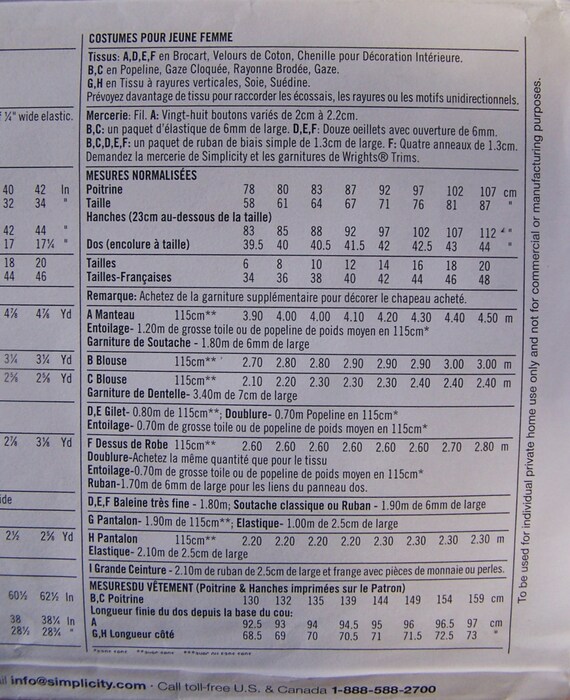 COSTUMES POUR JEUNE FEMME
Tissus: A,D,E,F en Brocart, Velours de Coton, Chenille pour Décoration Intérieure.
B,C en Popeline, Gaze Cloquée, Rayonne Brodée, Gaze.
G,H en Tissu à rayures verticales, Soie, Suédine.
Prévoyez davantage de tissu pour raccorder les écossais, les rayures ou les motifs unidirectionnels.
¼" wide elastic.
Mercerie: Fil. A: Vingt-huit boutons variés de 2cm à 2.2cm.
B,C: un paquet d'élastique de 6mm de large. D,E,F: Douze oeillets avec ouverture de 6mm.
B,C,D,E,F: un paquet de ruban de biais simple de 1.3cm de large. F: Quatre anneaux de 1.3cm.
Demandez la mercerie de Simplicity et les garnitures de Wrights® Trims.
MESURES NORMALISÉES
40 42 In Poitrine 78 80 83 87 92 97 102 107 cm
32 34 " Taille 58 61 64 67 71 76 81 87 "
Hanches (23cm au-dessous de la taille)
42 44 " 83 85 88 92 97 102 107 112 "
17 17¼ " Dos (encolure à taille) 39.5 40 40.5 41.5 42 42.5 43 44 "
18 20 Tailles 6 8 10 12 14 16 18 20
44 46 Tailles-Françaises 34 36 38 40 42 44 46 48
Remarque: Achetez de la garniture supplémentaire pour décorer le chapeau acheté.
4⅞ 4⅞ Yd A Manteau 115cm** 3.90 4.00 4.00 4.10 4.20 4.30 4.40 4.50 m
Entoilage- 1.20m de grosse toile ou de popeline de poids moyen en 115cm*
Garniture de Soutache - 1.80m de 6mm de large
3¼ 3¼ Yd B Blouse 115cm** 2.70 2.80 2.80 2.90 2.90 2.90 3.00 3.00 m
2⅝ 2⅝ Yd C Blouse 115cm** 2.10 2.20 2.30 2.30 2.30 2.40 2.40 2.40 m
Garniture de Dentelle- 3.40m de 7cm de large
D,E Gilet- 0.80m de 115cm**; Doublure- 0.70m Popeline en 115cm*
Entoilage- 0.70m de grosse toile ou de popeline de poids moyen en 115cm*
2⅞ 3⅛ Yd F Dessus de Robe 115cm** 2.60 2.60 2.60 2.60 2.60 2.60 2.70 2.80 m
Doublure-Achetez la même quantité que pour le tissu
Entoilage-0.70m de grosse toile ou de popeline de poids moyen en 115cm*
Ruban-1.70m de 6mm de large pour les liens du panneau dos.
ide
D,E,F Baleine très fine - 1.80m; Soutache classique ou Ruban - 1.90m de 6mm de large
G Pantalon- 1.90m de 115cm**; Elastique- 1.00m de 2.5cm de large
2½ 2⅝ Yd H Pantalon 115cm** 2.20 2.20 2.20 2.20 2.30 2.30 2.30 2.30 m
Elastique- 2.10m de 2.5cm de large
I Grande Ceinture - 2.10m de ruban de 2.5cm de large et frange avec pièces de monnaie ou perles.
MESURESDU VÊTEMENT (Poitrine & Hanches imprimées sur le Patron)
60½ 62½ In B,C Poitrine 130 132 135 139 144 149 154 159 cm
Longueur finie du dos depuis la base du cou:
38 38¼ In A 92.5 93 94 94.5 95 96 96.5 97 cm
28½ 28¾ " G,H Longueur côté 68.5 69 70 70.5 71 71.5 72.5 73 "
info@simplicity.com · Call toll-free U.S. & Canada 1-888-588-2700
To be used for individual private home use only and not for commercial or manufacturing purposes.